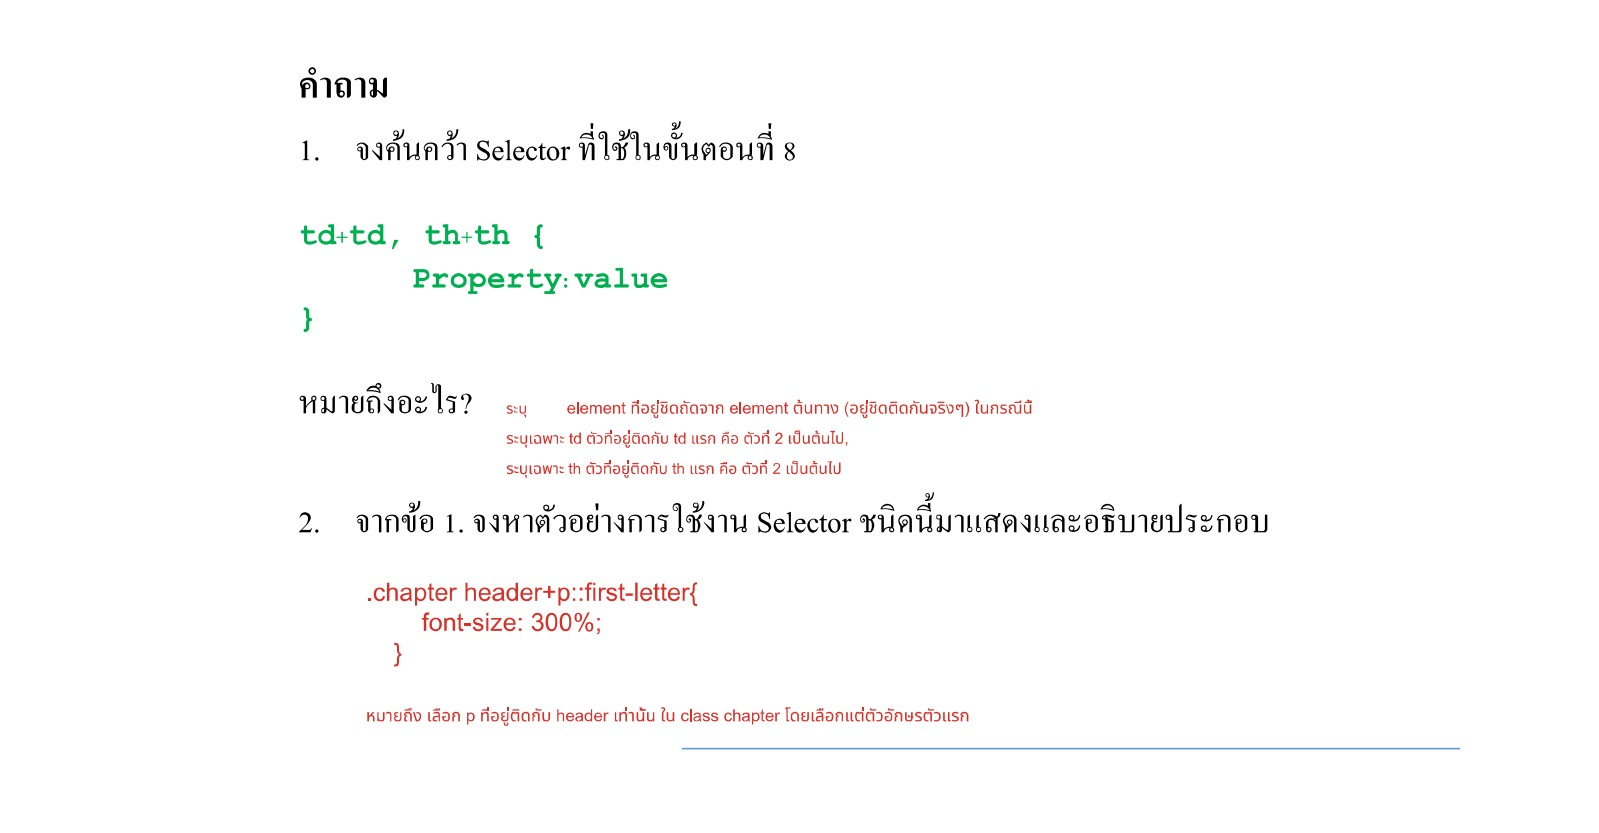 คำถาม
1. จงค้นคว้า Selector ที่ใช้ในขั้นตอนที่ 8
td+td, th+th {
Property:value
}
หมายถึงอะไร? ระบุ element ที่อยู่ชิดถัดจาก element ต้นทาง (อยู่ชิดติดกันจริงๆ) ในกรณีนี้
ระบุเฉพาะ td ตัวที่อยู่ติดกับ td แรก คือ ตัวที่ 2 เป็นต้นไป,
ระบุเฉพาะ th ตัวที่อยู่ติดกับ th แรก คือ ตัวที่ 2 เป็นต้นไป
2. จากข้อ 1. จงหาตัวอย่างการใช้งาน Selector ชนิดนี้มาแสดงและอธิบายประกอบ
.chapter header+p::first-letter{
font-size: 300%;
}
หมายถึง เลือก p ที่อยู่ติดกับ header เท่านั้น ใน class chapter โดยเลือกแต่ตัวอักษรตัวแรก